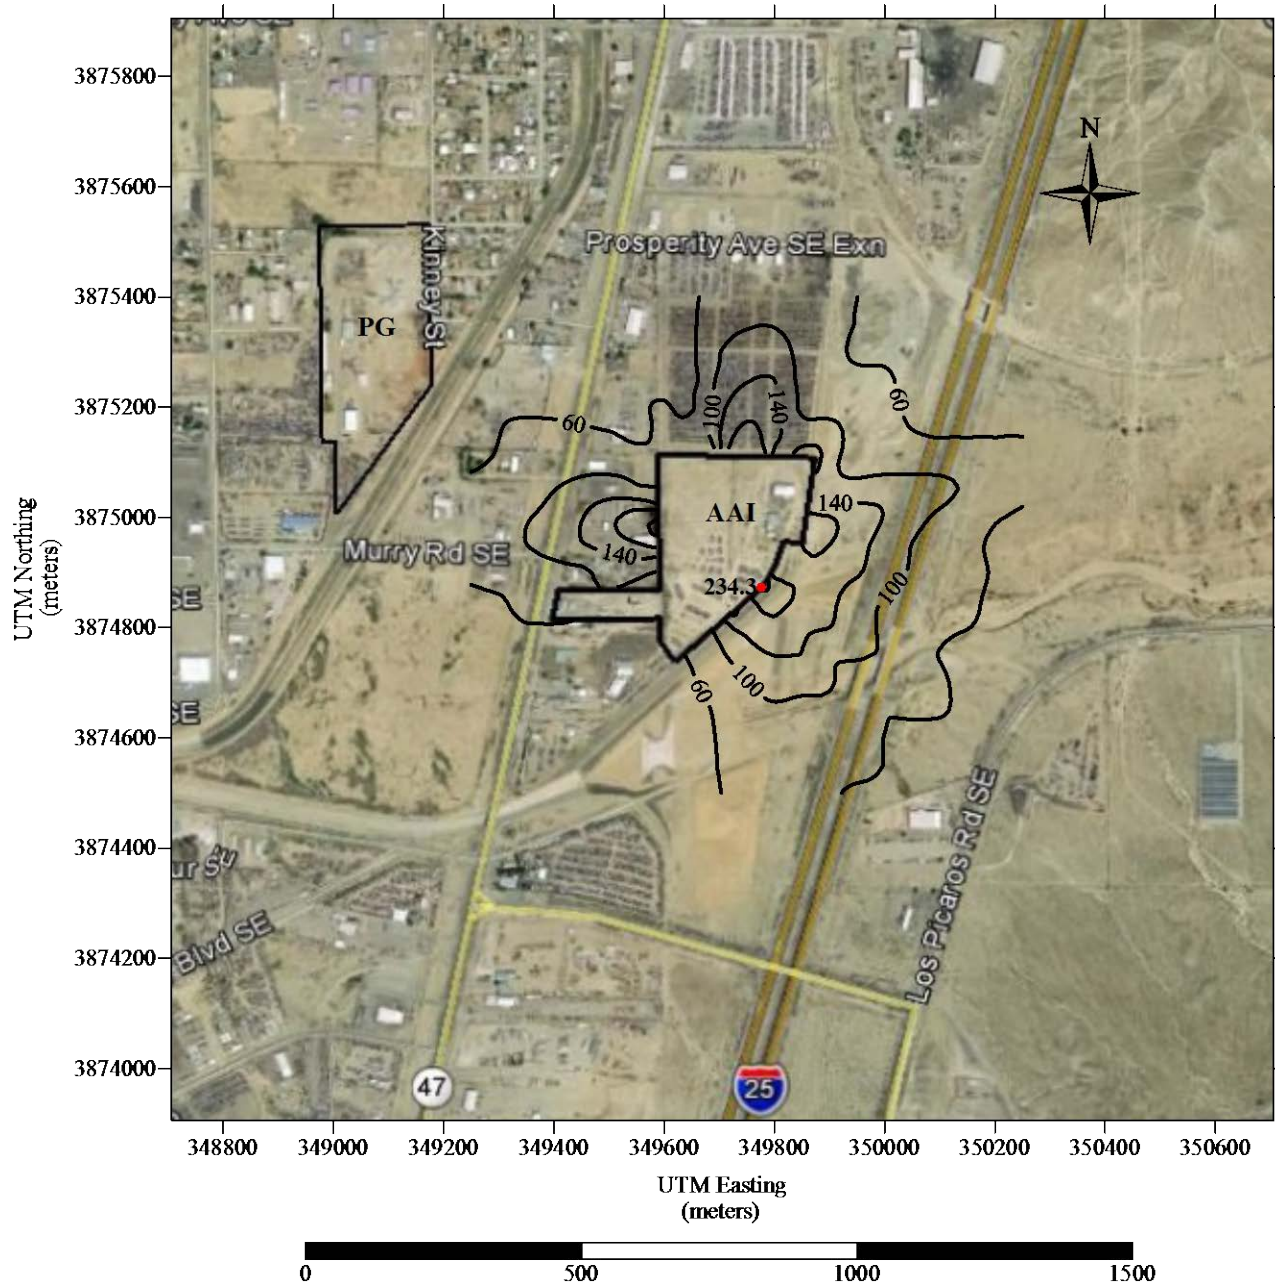 3875800
3875600
3875400
3875200
3875000
3874800
3874600
3874400
3874200
3874000
UTM Northing
(meters)
N
Prosperity Ave SE Exn
Kinney St
PG
60
100
140
60
AAI
140
Murry Rd SE
140
234.3
100
SE
60
100
SE
Los Picaros Rd SE
ur SE
Blvd SE
47
25
348800 349000 349200 349400 349600 349800 350000 350200 350400 350600
UTM Easting
(meters)
0 500 1000 1500